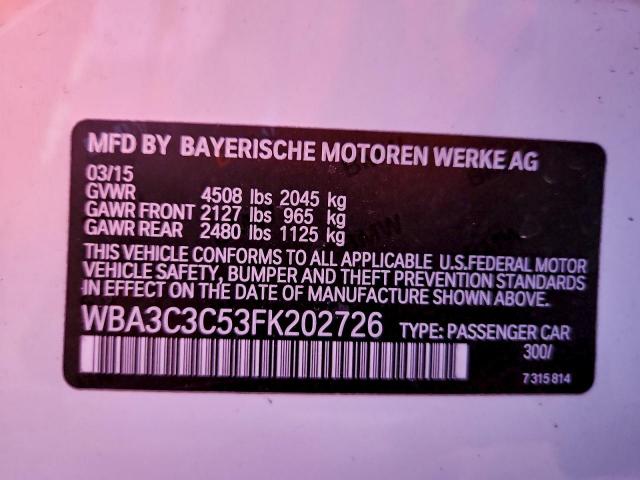 MFD BY BAYERISCHE MOTOREN WERKE AG
03/15
GVWR 4508 lbs 2045 kg
GAWR FRONT 2127 lbs 965 kg
GAWR REAR 2480 lbs 1125 kg
THIS VEHICLE CONFORMS TO ALL APPLICABLE U.S.FEDERAL MOTOR
VEHICLE SAFETY, BUMPER AND THEFT PREVENTION STANDARDS
IN EFFECT ON THE DATE OF MANUFACTURE SHOWN ABOVE.
WBA3C3C53FK202726 TYPE: PASSENGER CAR
300/
7 315 814